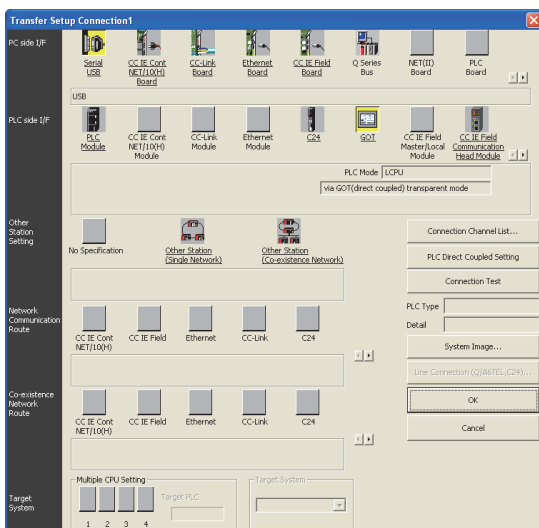 Transfer Setup Connection1
PC side I/F
Serial
USB
CC IE Cont
NET/10(H)
Board
CC-Link
Board
Ethernet
Board
CC IE Field
Board
Q Series
Bus
NET(II)
Board
PLC
Board
USB
PLC side I/F
PLC
Module
CC IE Cont
NET/10(H)
Module
CC-Link
Module
Ethernet
Module
C24
GOT
CC IE Field
Master/Local
Module
CC IE Field
Communication
Head Module
PLC Mode LCPU
via GOT(direct coupled) transparent mode
Other
Station
Setting
No Specification
Other Station
(Single Network)
Other Station
(Co-existence Network)
Connection Channel List...
PLC Direct Coupled Setting
Connection Test
PLC Type
Detail
System Image...
Line Connection (Q/A6TEL,C24)...
OK
Cancel
Network
Communication
Route
CC IE Cont
NET/10(H)
CC IE Field
Ethernet
CC-Link
C24
Co-existence
Network
Route
CC IE Cont
NET/10(H)
CC IE Field
Ethernet
CC-Link
C24
Target
System
Multiple CPU Setting
1 2 3 4
Target PLC
Target System